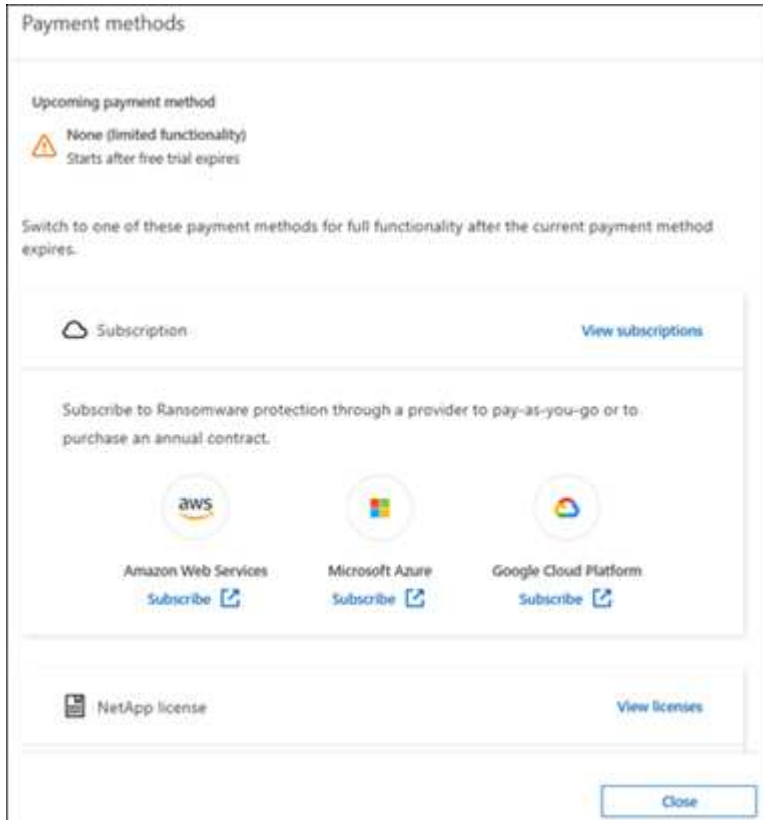 Payment methods
Upcoming payment method
None (limited functionality)
Starts after free trial expires
Switch to one of these payment methods for full functionality after the current payment method
expires.
Subscription
View subscriptions
Subscribe to Ransomware protection through a provider to pay-as-you-go or to
purchase an annual contract.
aws
Amazon Web Services
Microsoft Azure
Google Cloud Platform
Subscribe
Subscribe
Subscribe
NetApp license
View licenses
Close